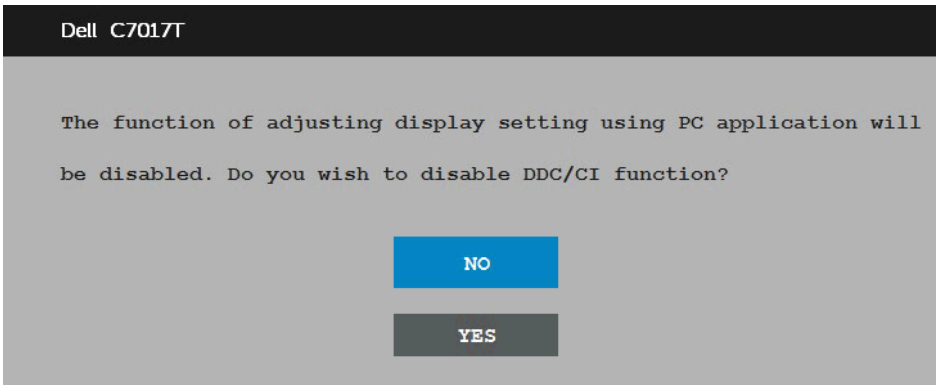 Dell C7017T
The function of adjusting display setting using PC application will
be disabled. Do you wish to disable DDC/CI function?
NO
YES